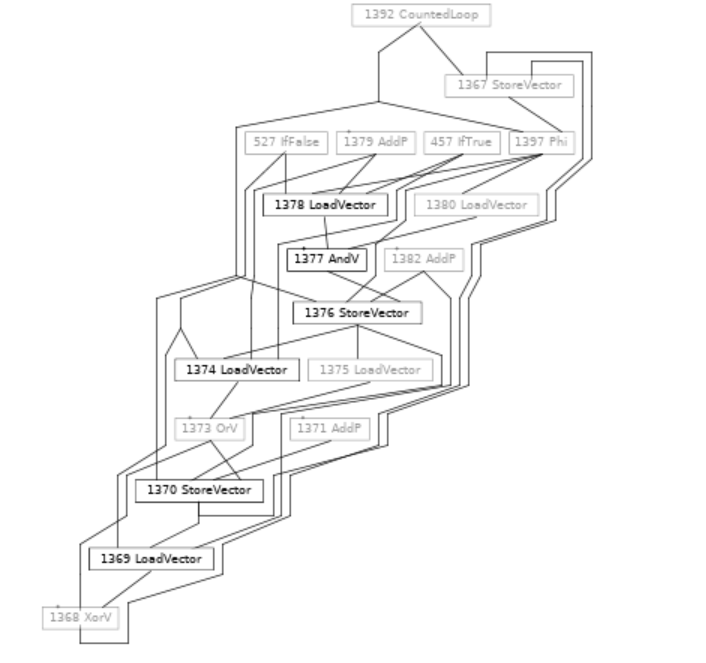 1392 CountedLoop
1367 StoreVector
527 IfFalse
1379 AddP
457 IfTrue
1397 Phi
1378 LoadVector
1380 LoadVector
1377 AndV
1382 AddP
1376 StoreVector
1374 LoadVector
1375 LoadVector
1373 OrV
1371 AddP
1370 StoreVector
1369 LoadVector
1368 XorV